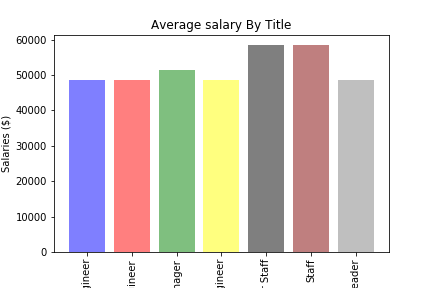 Average salary By Title
Salaries ($)
60000
50000
40000
30000
20000
10000
0
gineer
ineer
nager
gineer
Staff
Staff
eader